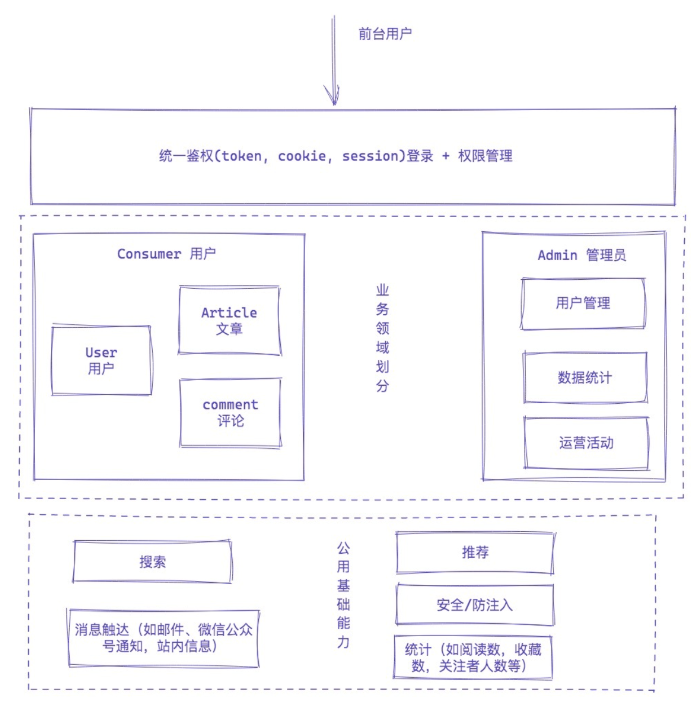 前台用户
统一鉴权(token, cookie, session)登录 + 权限管理
Consumer 用户
Article
文章
User
用户
comment
评论
业
务
领
域
划
分
Admin 管理员
用户管理
数据统计
运营活动
搜索
消息触达（如邮件、微信公众
号通知，站内信息）
公
用
基
础
能
力
推荐
安全/防注入
统计（如阅读数，收藏
数，关注者人数等）